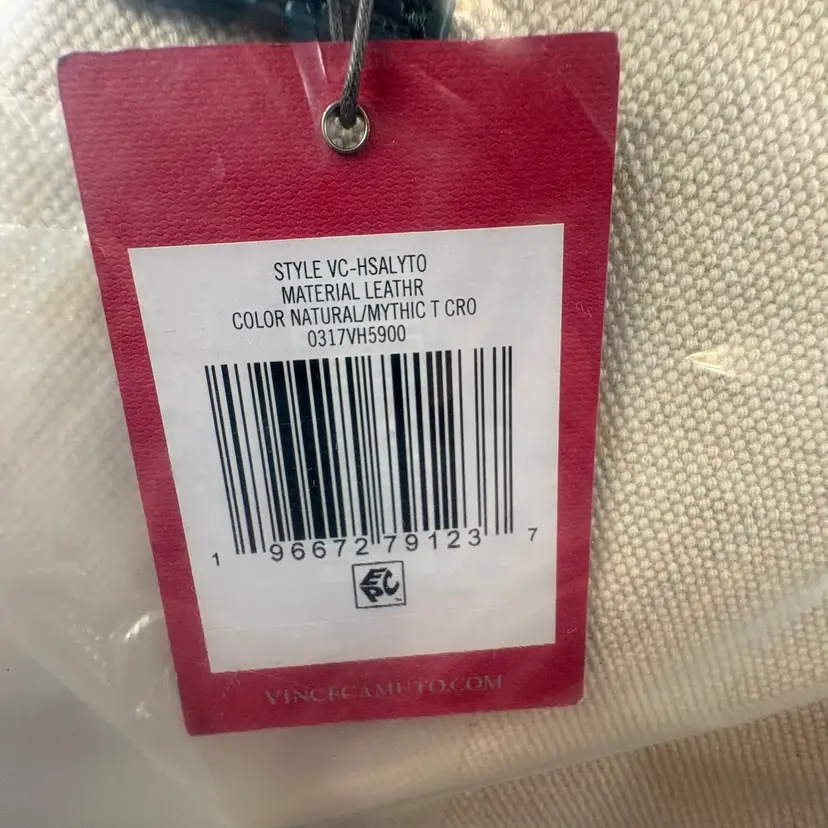 STYLE VC-HSALYTO
MATERIAL LEATHR
COLOR NATURAL/MYTHIC T CRO
0317VH5900
1 96672 79123 7
EPC
VINCECAMUTO.COM